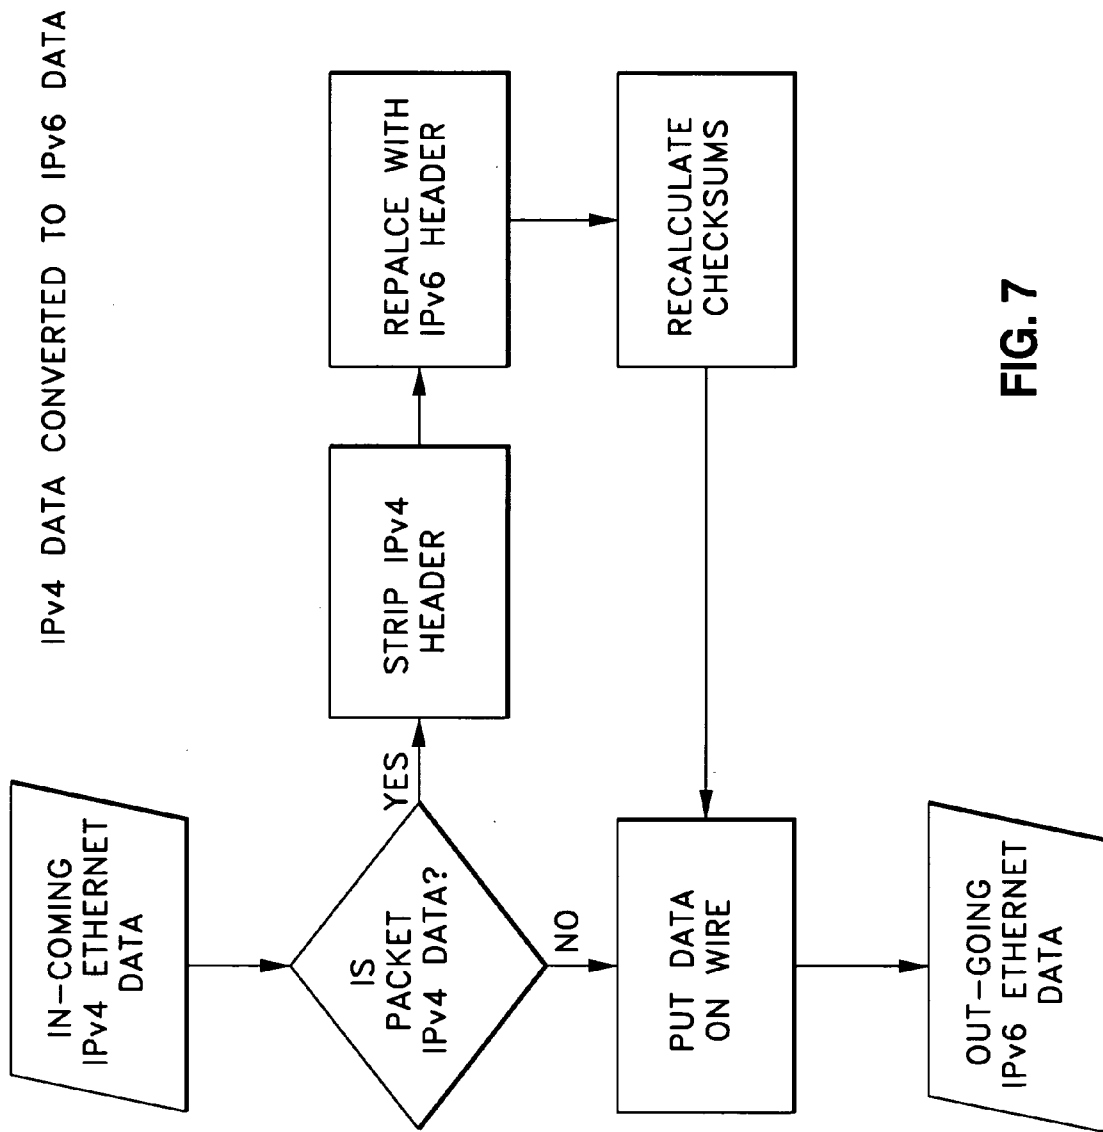 IPv4 DATA CONVERTED TO IPv6 DATA
IN-COMING
IPv4 ETHERNET
DATA
IS
PACKET
IPv4 DATA?
YES
STRIP IPv4
HEADER
REPALCE WITH
IPv6 HEADER
RECALCULATE
CHECKSUMS
NO
PUT DATA
ON WIRE
OUT-GOING
IPv6 ETHERNET
DATA
FIG. 7